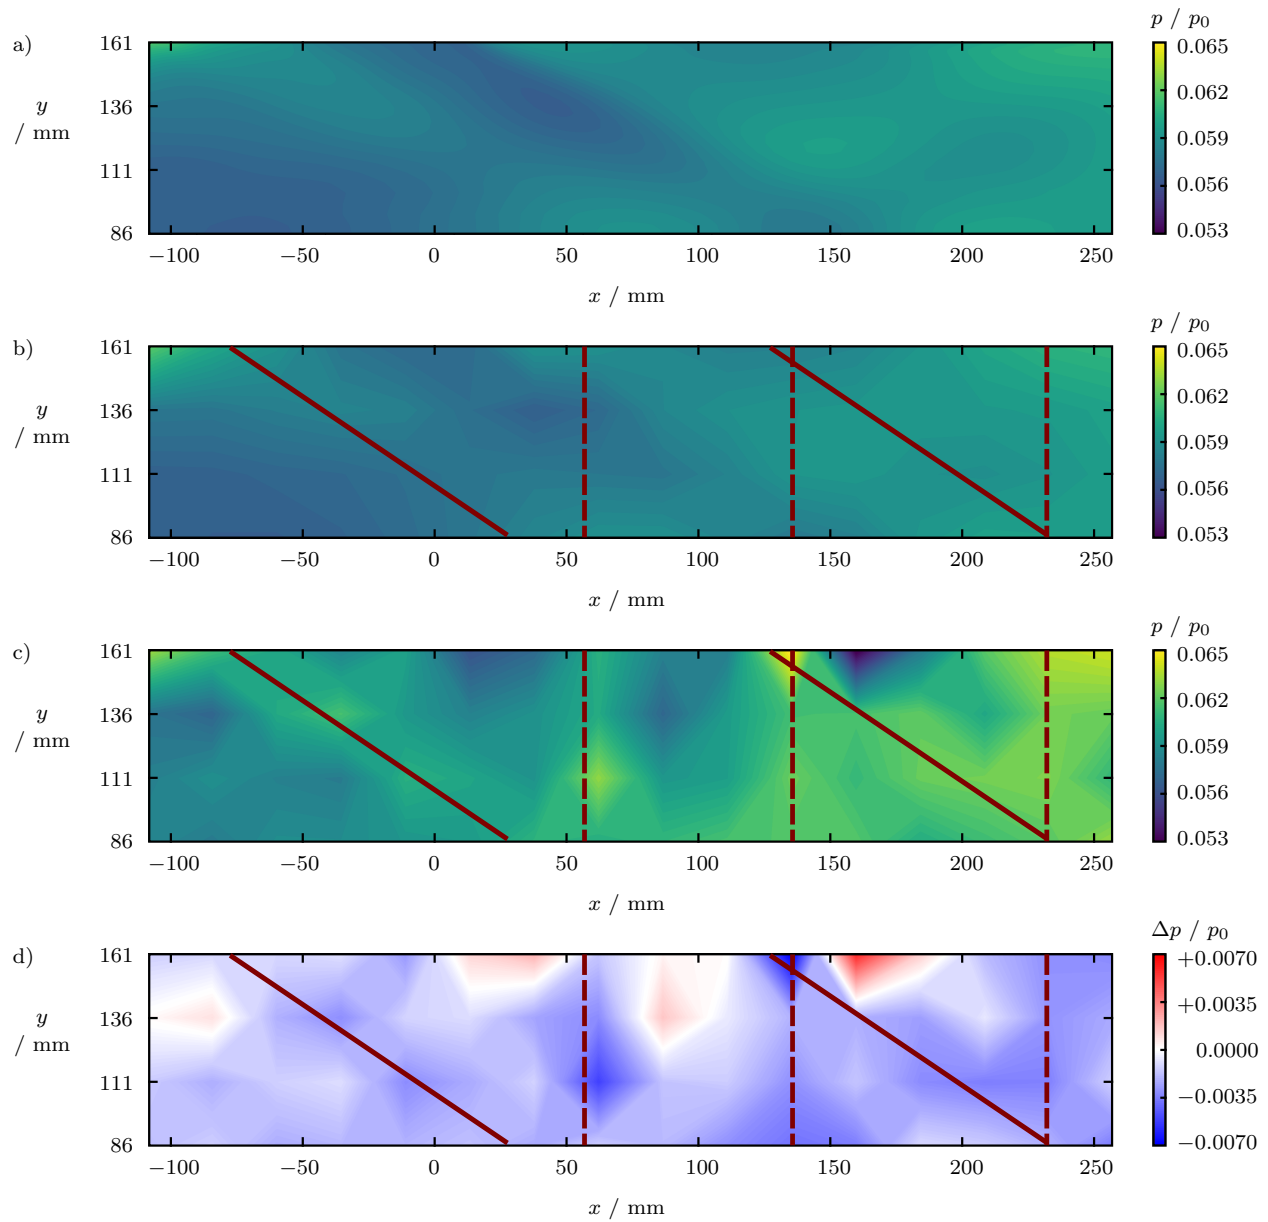 a)
p / p0
161
136
111
86
y
/ mm
−100 −50 0 50 100 150 200 250
x / mm
0.065
0.062
0.059
0.056
0.053
b)
p / p0
161
136
111
86
y
/ mm
−100 −50 0 50 100 150 200 250
x / mm
0.065
0.062
0.059
0.056
0.053
c)
p / p0
161
136
111
86
y
/ mm
−100 −50 0 50 100 150 200 250
x / mm
0.065
0.062
0.059
0.056
0.053
d)
Δp / p0
161
136
111
86
y
/ mm
−100 −50 0 50 100 150 200 250
x / mm
+0.0070
+0.0035
0.0000
−0.0035
−0.0070